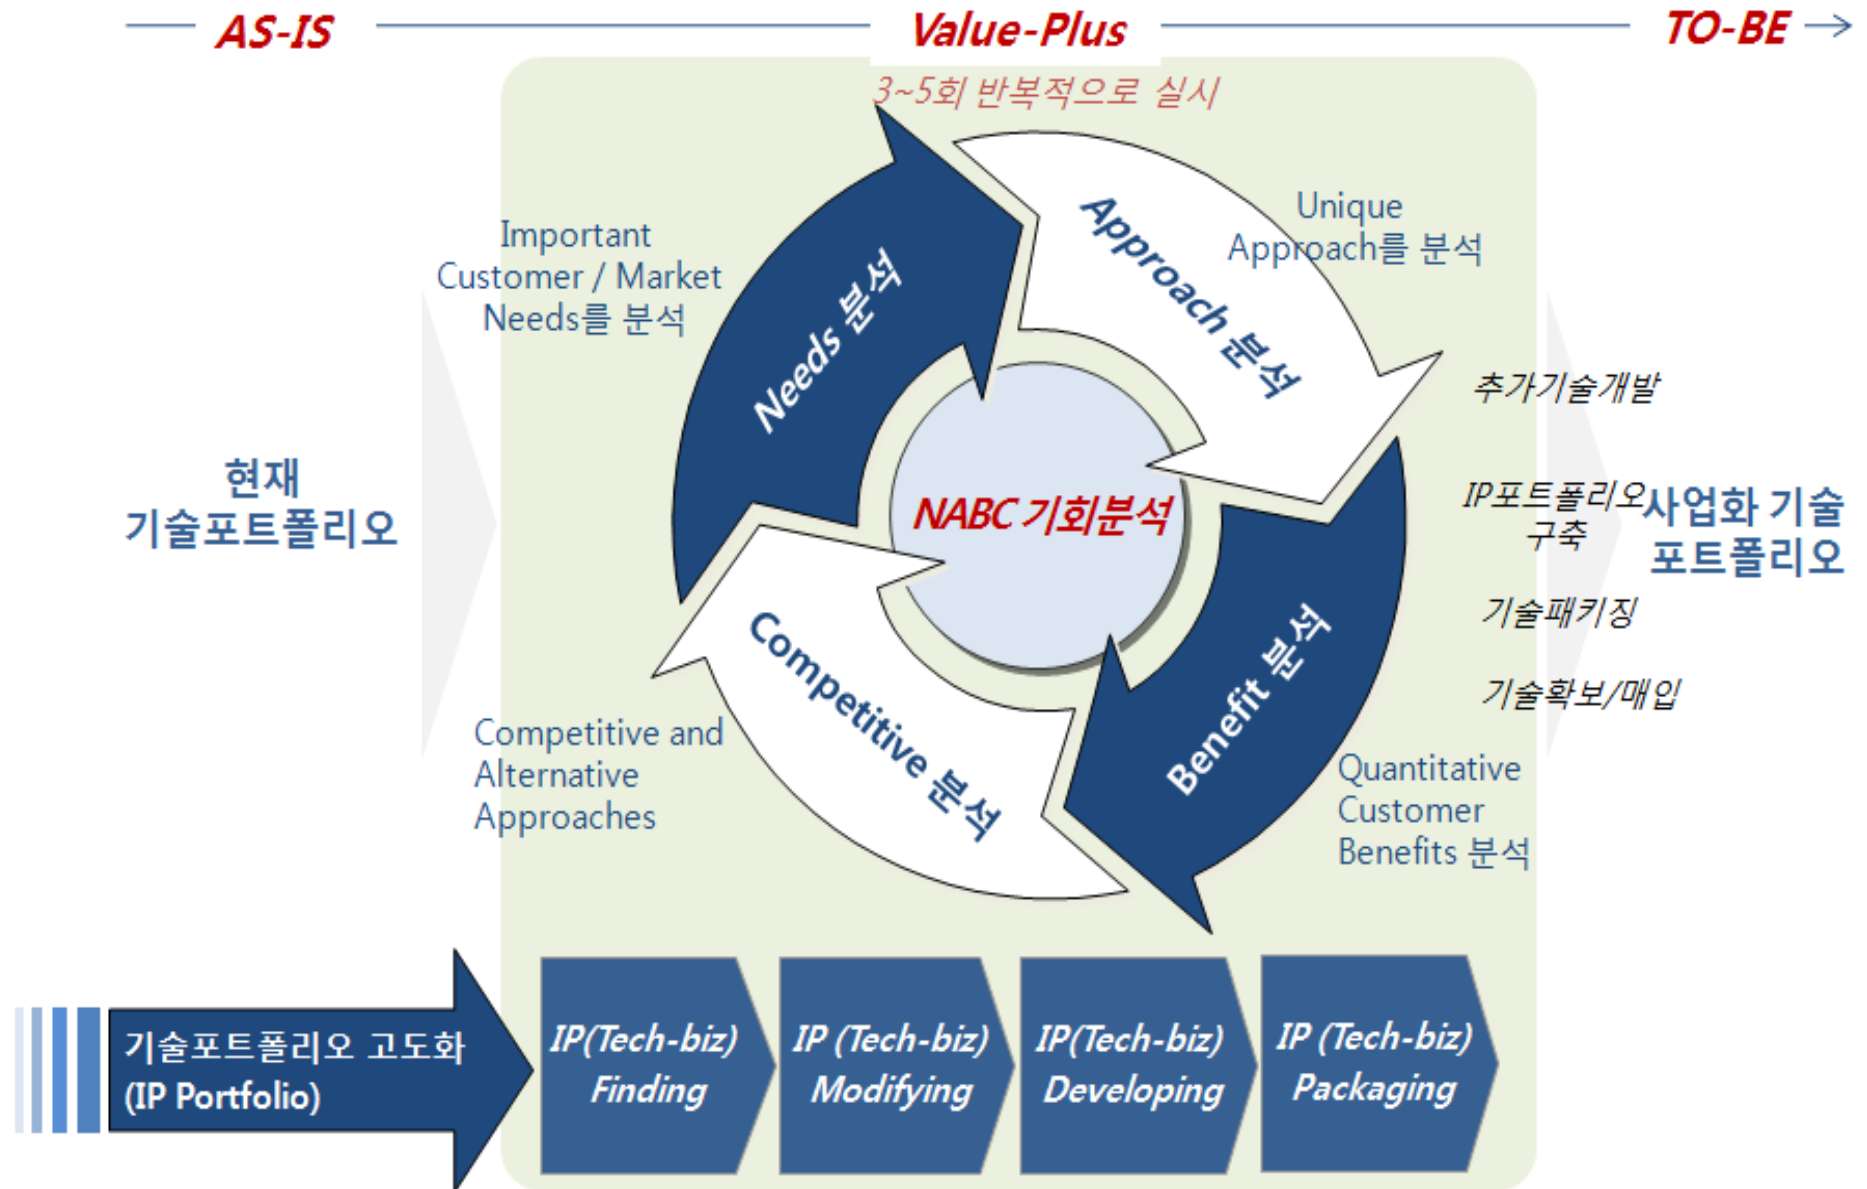 AS-IS
Value-Plus
TO-BE
3~5회 반복적으로 실시
Important
Customer / Market
Needs를 분석
Needs 분석
Approach 분석
Unique
Approach를 분석
현재
기술포트폴리오
NABC 기회분석
추가기술개발
IP포트폴리오
구축
기술패키징
기술확보/매입
사업화 기술
포트폴리오
Competitive 분석
Benefit 분석
Competitive and
Alternative
Approaches
Quantitative
Customer
Benefits 분석
기술포트폴리오 고도화
(IP Portfolio)
IP(Tech-biz)
Finding
IP (Tech-biz)
Modifying
IP(Tech-biz)
Developing
IP (Tech-biz)
Packaging